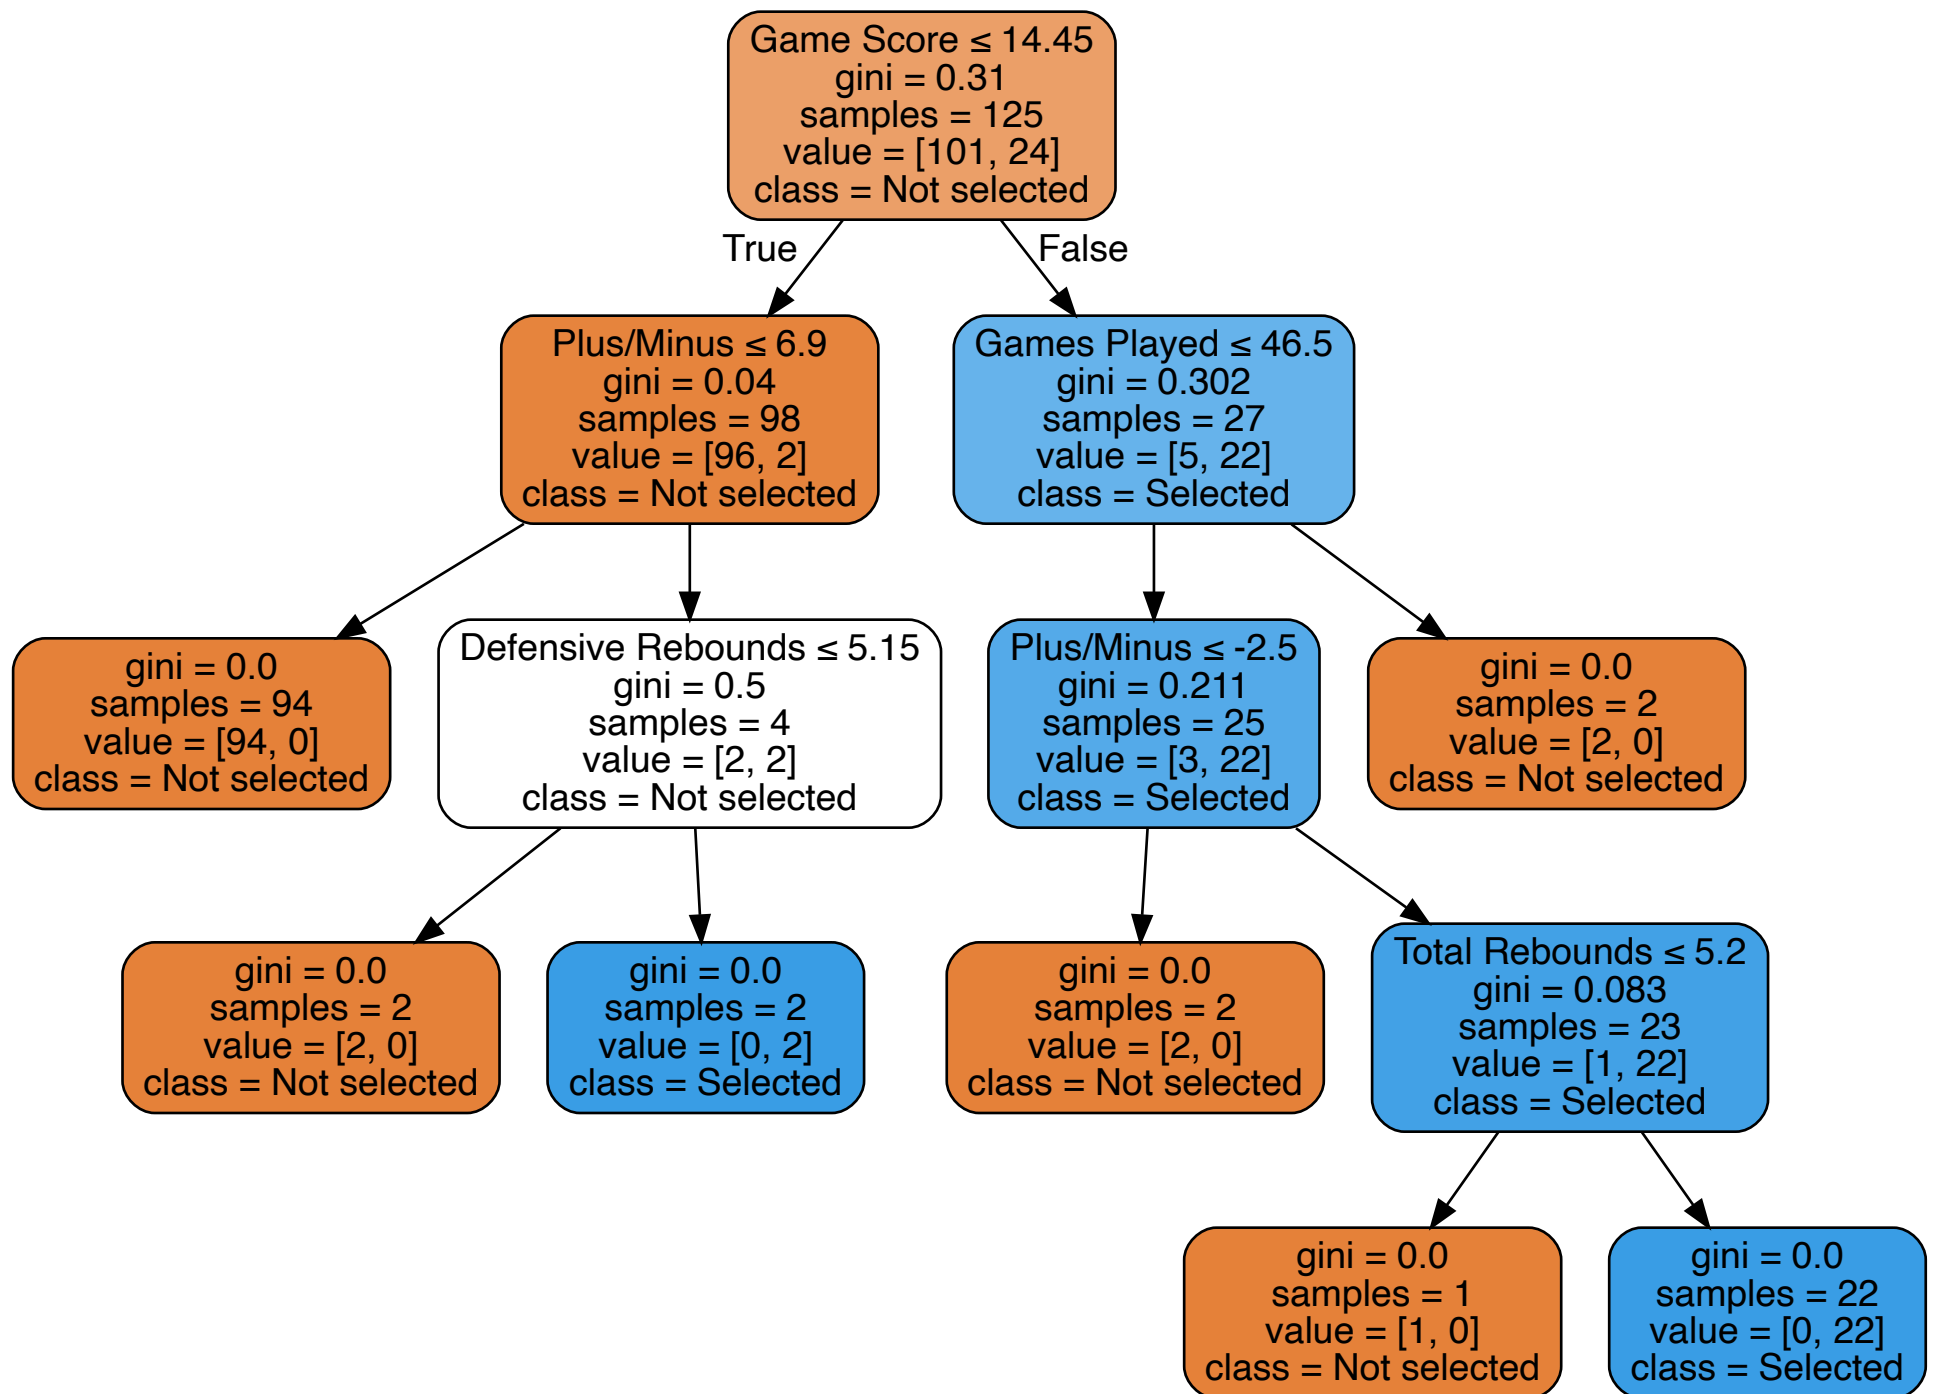 Game Score ≤ 14.45
gini = 0.31
samples = 125
value = [101, 24]
class = Not selected
True
False
Plus/Minus ≤ 6.9
gini = 0.04
samples = 98
value = [96, 2]
class = Not selected
Games Played ≤ 46.5
gini = 0.302
samples = 27
value = [5, 22]
class = Selected
gini = 0.0
samples = 94
value = [94, 0]
class = Not selected
Defensive Rebounds ≤ 5.15
gini = 0.5
samples = 4
value = [2, 2]
class = Not selected
Plus/Minus ≤ -2.5
gini = 0.211
samples = 25
value = [3, 22]
class = Selected
gini = 0.0
samples = 2
value = [2, 0]
class = Not selected
gini = 0.0
samples = 2
value = [2, 0]
class = Not selected
gini = 0.0
samples = 2
value = [0, 2]
class = Selected
gini = 0.0
samples = 2
value = [2, 0]
class = Not selected
Total Rebounds ≤ 5.2
gini = 0.083
samples = 23
value = [1, 22]
class = Selected
gini = 0.0
samples = 1
value = [1, 0]
class = Not selected
gini = 0.0
samples = 22
value = [0, 22]
class = Selected